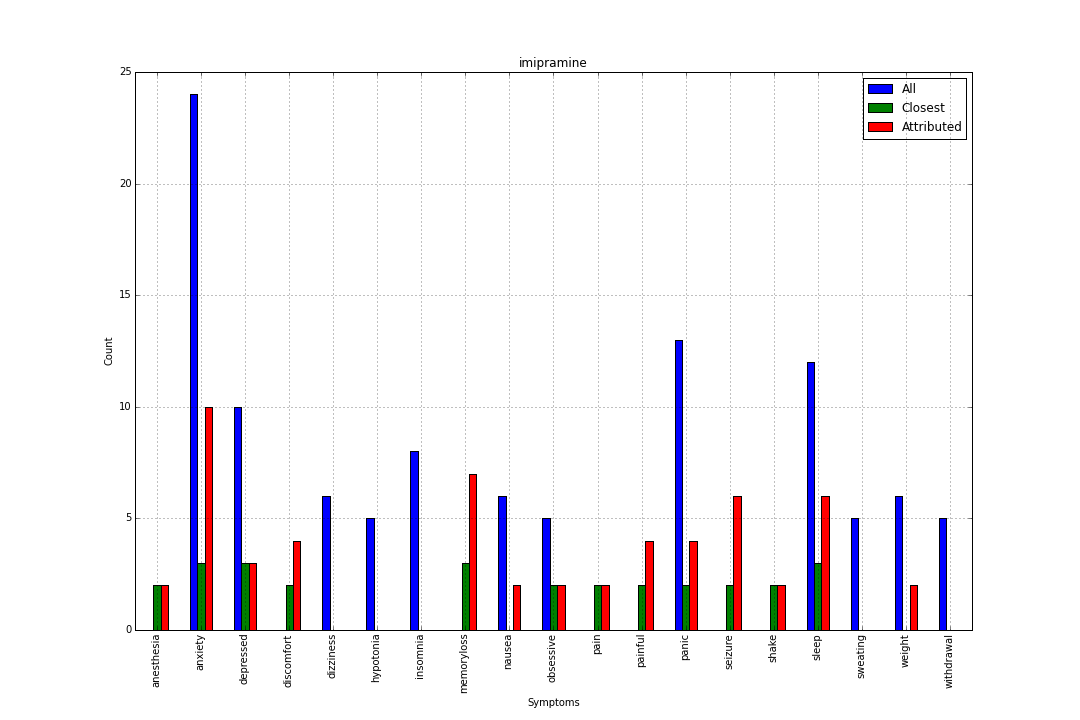 imipramine
25
20
15
10
5
0
Count
All
Closest
Attributed
anesthesia
anxiety
depressed
discomfort
dizziness
hypotonia
insomnia
memoryloss
nausea
obsessive
pain
painful
panic
seizure
shake
sleep
sweating
weight
withdrawal
Symptoms